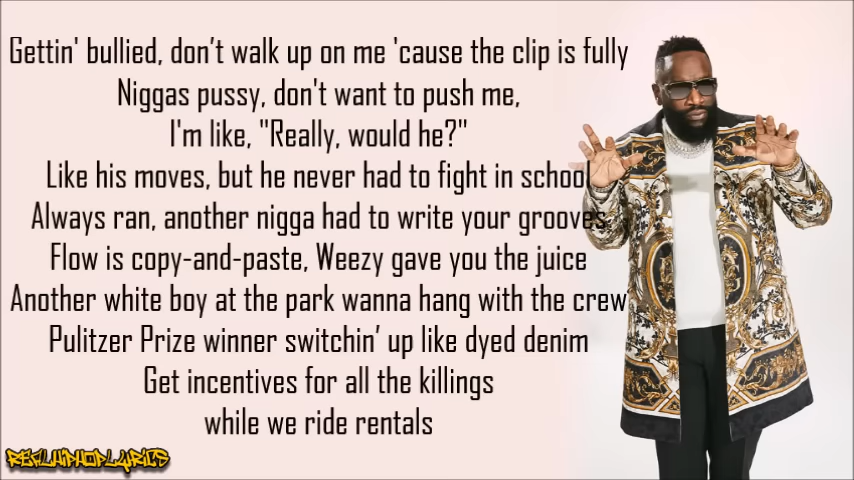 Gettin' bullied, don't walk up on me 'cause the clip is fully
Niggas pussy, don't want to push me,
I'm like, "Really, would he?"
Like his moves, but he never had to fight in school
Always ran, another nigga had to write your grooves
Flow is copy-and-paste, Weezy gave you the juice
Another white boy at the park wanna hang with the crew
Pulitzer Prize winner switchin' up like dyed denim
Get incentives for all the killings
while we ride rentals
REFLHIPHOPLYRICS